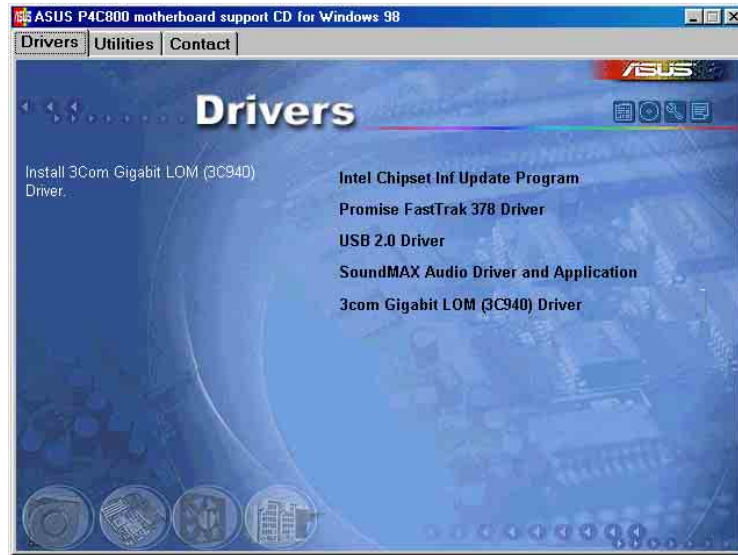 ASUS P4C800 motherboard support CD for Windows 98
Drivers Utilities Contact
ASUS
Drivers
Install 3Com Gigabit LOM (3C940)
Driver.
Intel Chipset Inf Update Program
Promise FastTrak 378 Driver
USB 2.0 Driver
SoundMAX Audio Driver and Application
3com Gigabit LOM (3C940) Driver